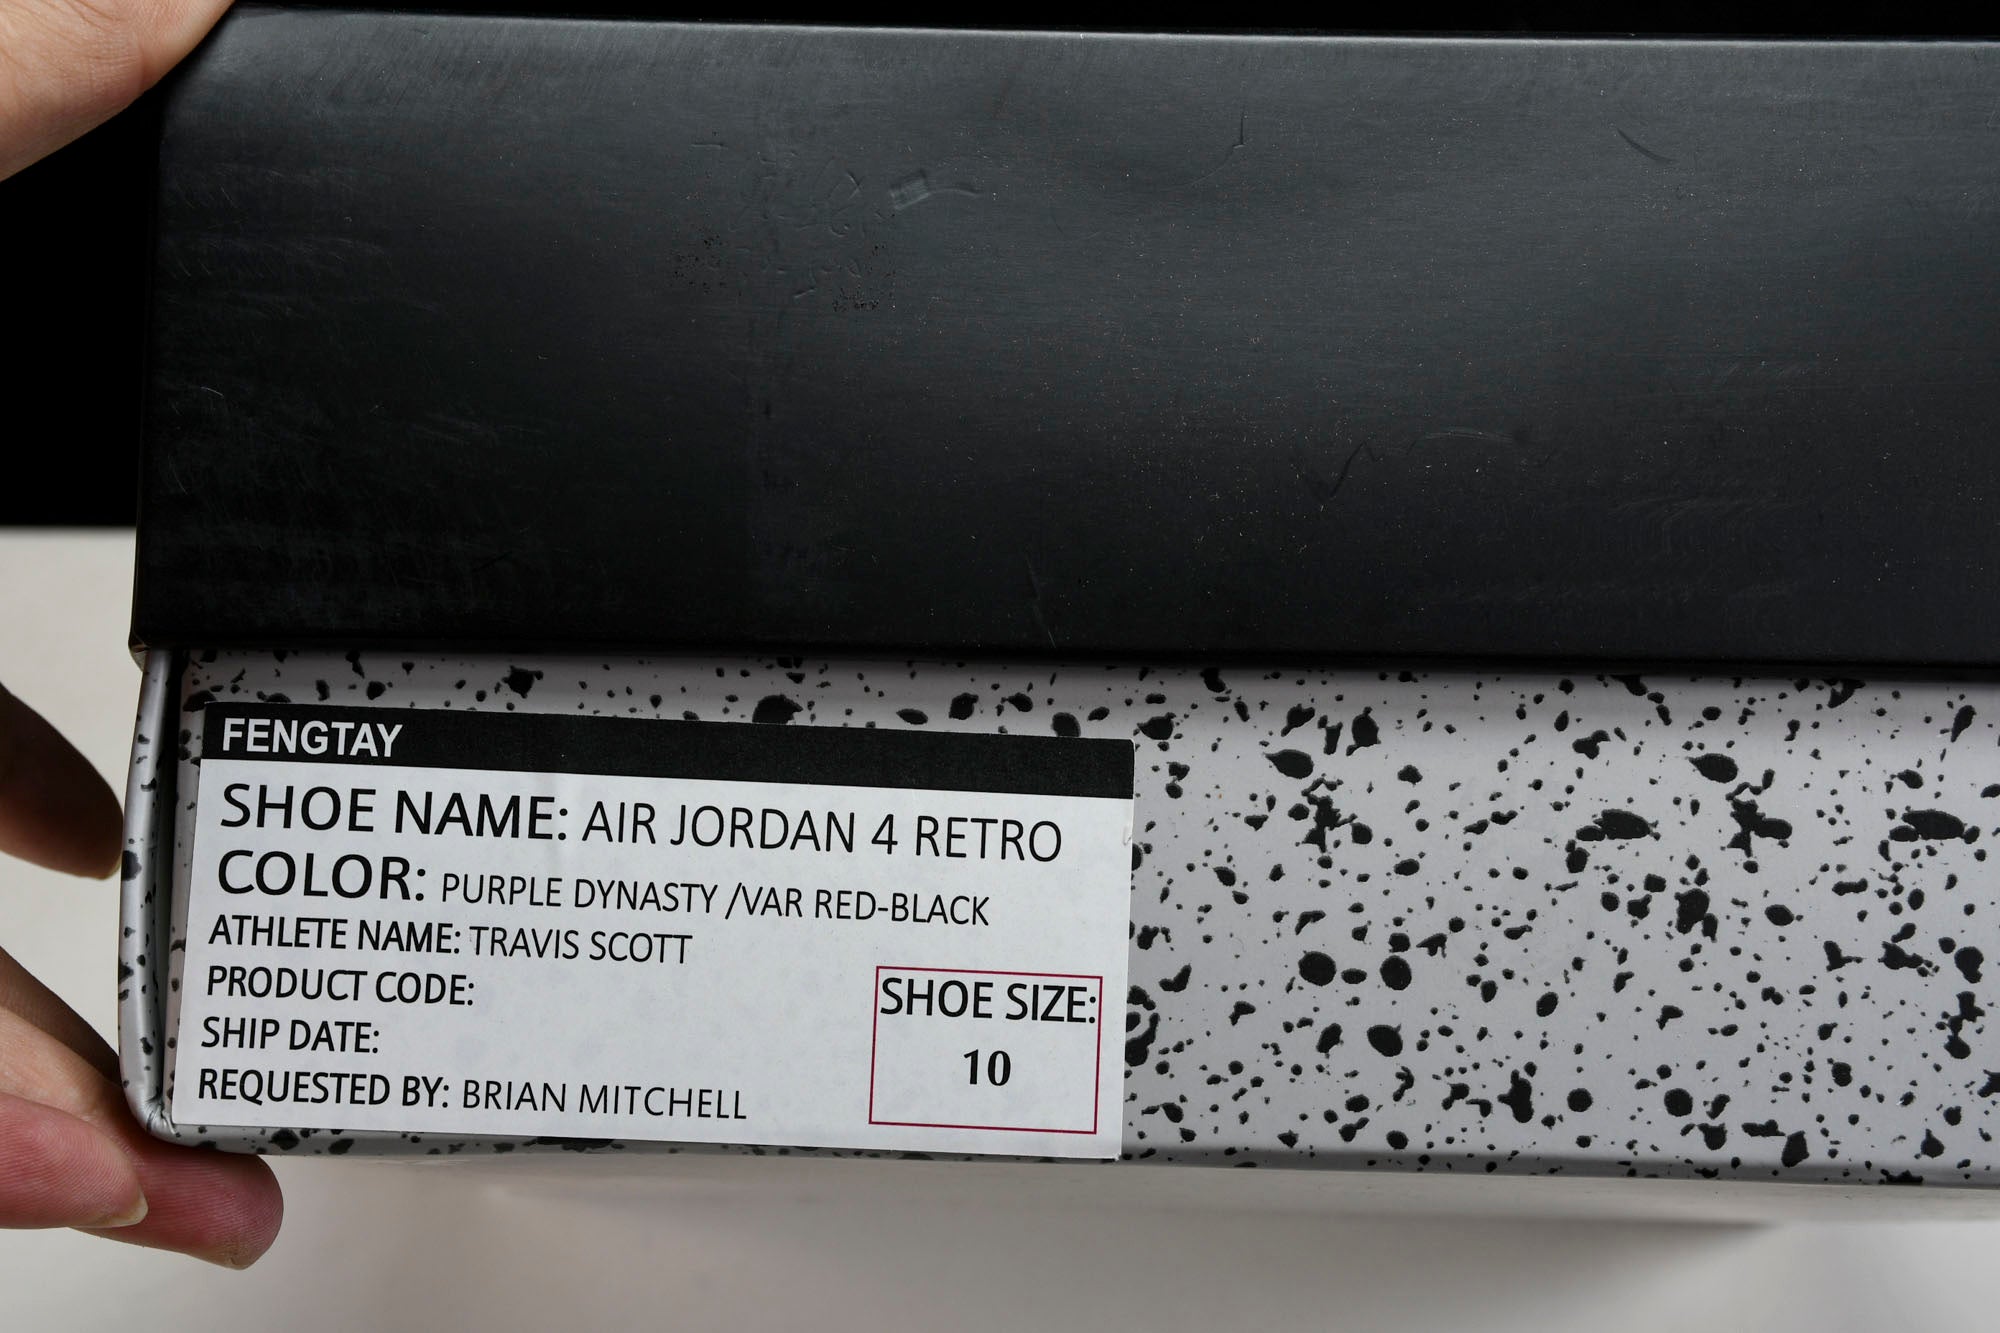 FENGTAY
SHOE NAME: AIR JORDAN 4 RETRO
COLOR: PURPLE DYNASTY /VAR RED-BLACK
ATHLETE NAME: TRAVIS SCOTT
PRODUCT CODE:
SHIP DATE:
REQUESTED BY: BRIAN MITCHELL
SHOE SIZE:
10